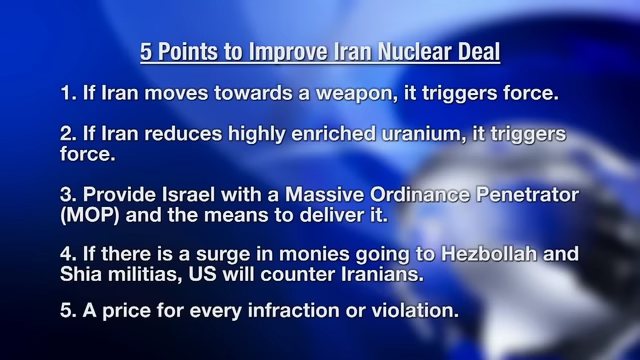 5 Points to Improve Iran Nuclear Deal
1. If Iran moves towards a weapon, it triggers force.
2. If Iran reduces highly enriched uranium, it triggers
force.
3. Provide Israel with a Massive Ordinance Penetrator
(MOP) and the means to deliver it.
4. If there is a surge in monies going to Hezbollah and
Shia militias, US will counter Iranians.
5. A price for every infraction or violation.